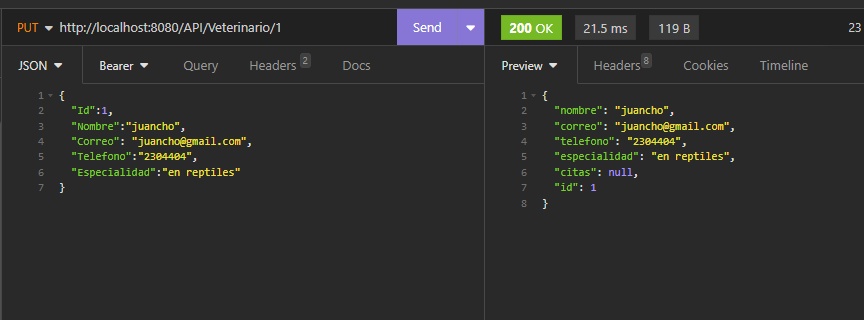 PUT http://localhost:8080/API/Veterinario/1 Send 200 OK 21.5 ms 119 B 23
JSON Bearer Query Headers 2 Docs Preview Headers 8 Cookies Timeline
1 {
2 "Id":1,
3 "Nombre":"juancho",
4 "Correo": "juancho@gmail.com",
5 "Telefono":"2304404",
6 "Especialidad":"en reptiles"
7 }
1 {
2 "nombre": "juancho",
3 "correo": "juancho@gmail.com",
4 "telefono": "2304404",
5 "especialidad": "en reptiles",
6 "citas": null,
7 "id": 1
8 }